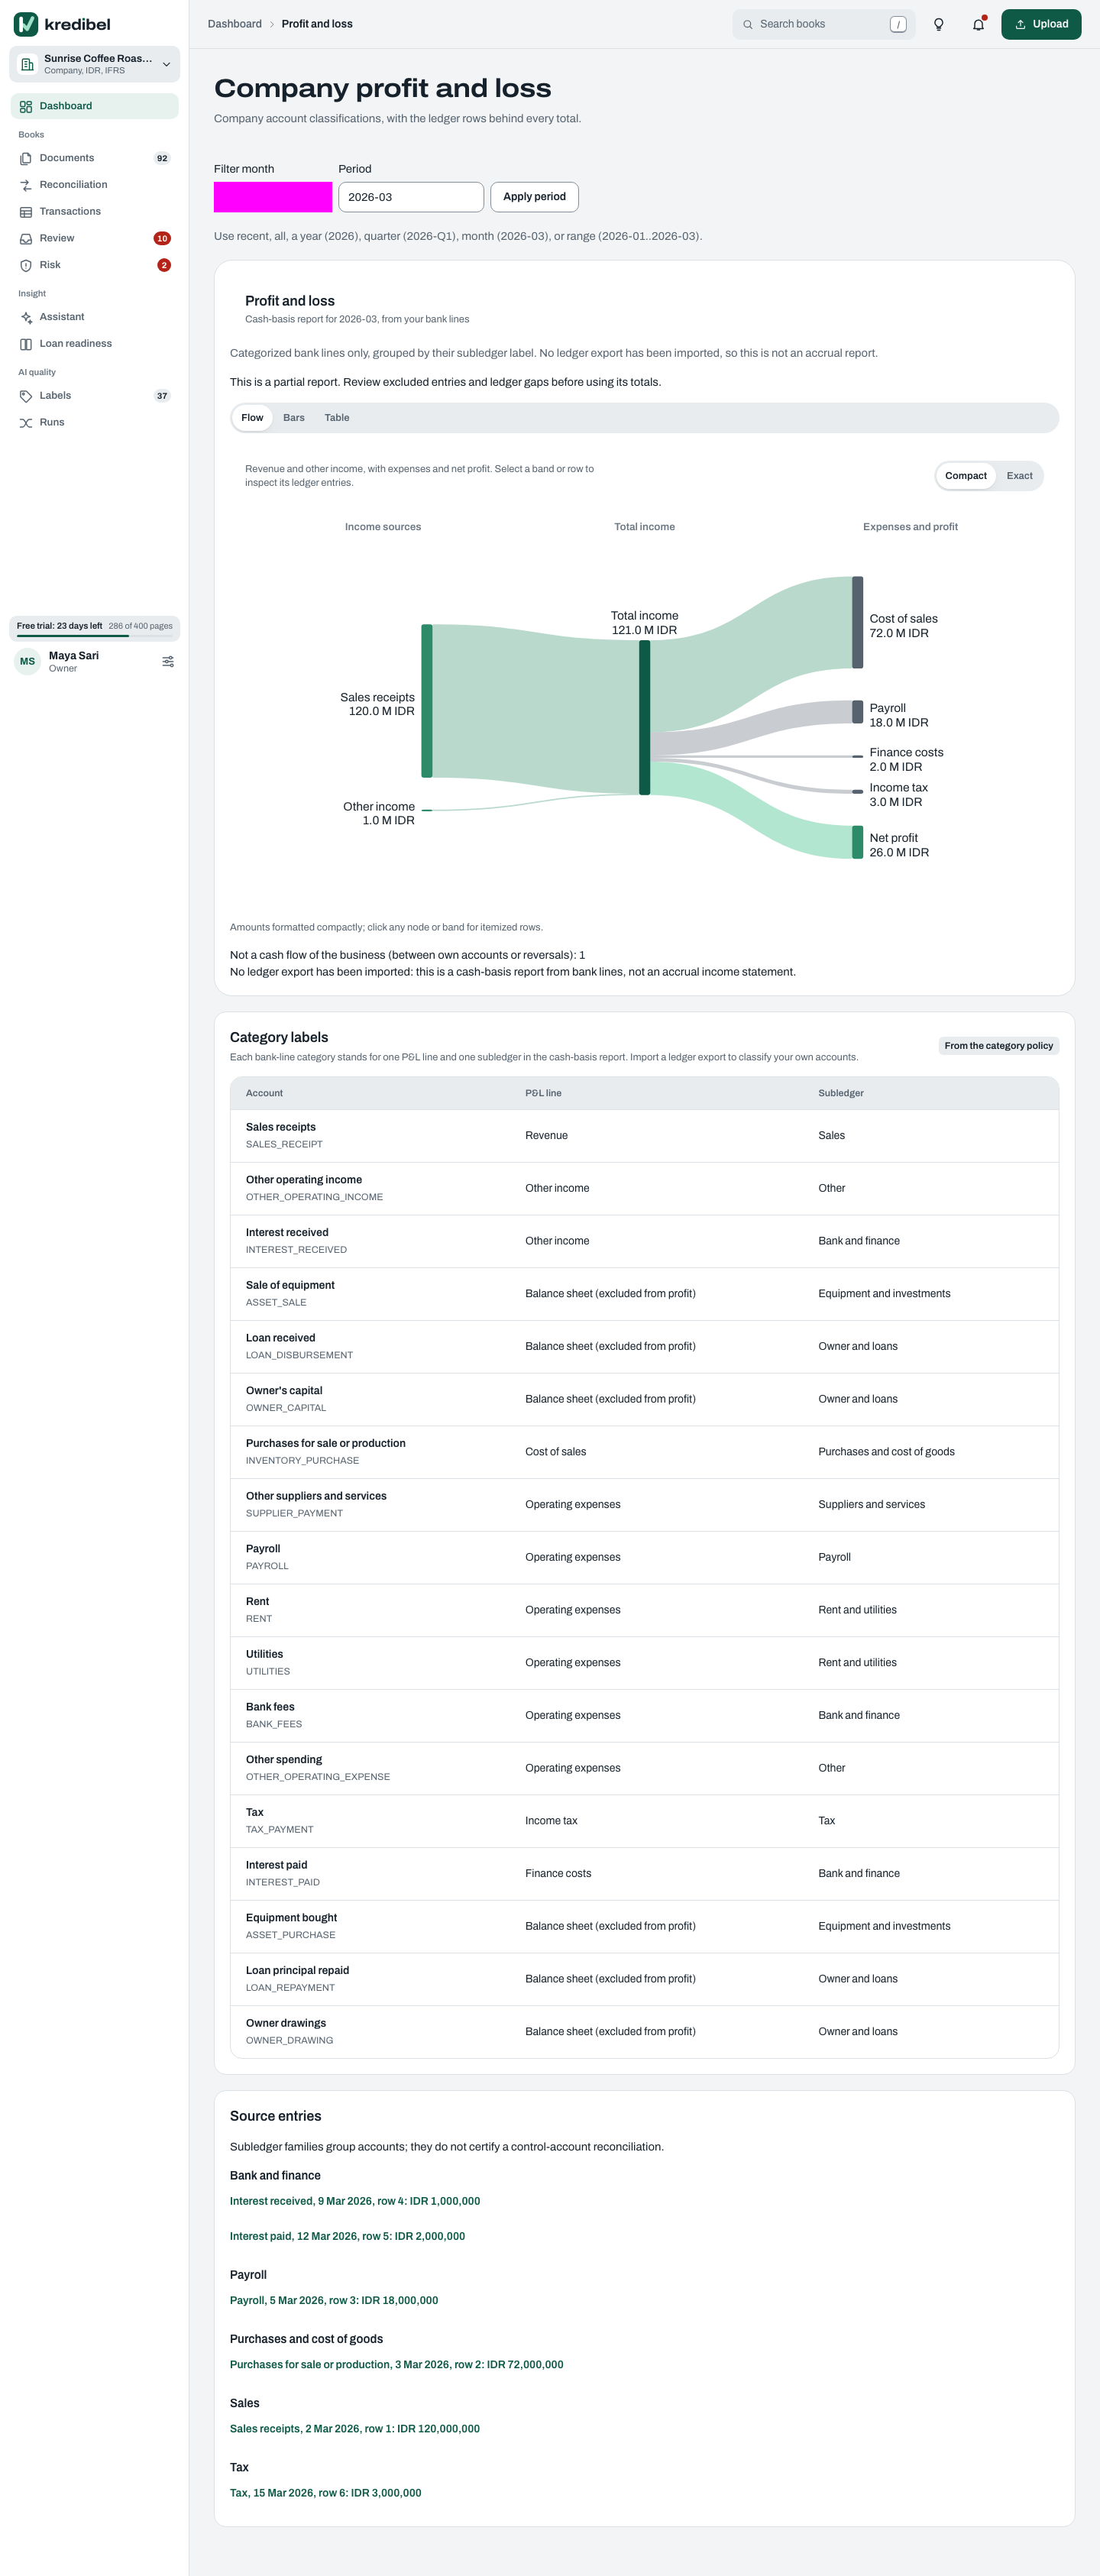 kredibel
Sunrise Coffee Roas...
Company, IDR, IFRS
Dashboard
Books
Documents 92
Reconciliation
Transactions
Review 10
Risk 2
Insight
Assistant
Loan readiness
AI quality
Labels 37
Runs
Free trial: 23 days left 286 of 400 pages
MS
Maya Sari
Owner
Dashboard > Profit and loss
Search books /
Upload
Company profit and loss
Company account classifications, with the ledger rows behind every total.
Filter month
Period
2026-03
Apply period
Use recent, all, a year (2026), quarter (2026-Q1), month (2026-03), or range (2026-01..2026-03).
Profit and loss
Cash-basis report for 2026-03, from your bank lines
Categorized bank lines only, grouped by their subledger label. No ledger export has been imported, so this is not an accrual report.
This is a partial report. Review excluded entries and ledger gaps before using its totals.
Flow Bars Table
Revenue and other income, with expenses and net profit. Select a band or row to
inspect its ledger entries.
Compact Exact
Income sources Total income Expenses and profit
Sales receipts
120.0 M IDR
Other income
1.0 M IDR
Total income
121.0 M IDR
Cost of sales
72.0 M IDR
Payroll
18.0 M IDR
Finance costs
2.0 M IDR
Income tax
3.0 M IDR
Net profit
26.0 M IDR
Amounts formatted compactly; click any node or band for itemized rows.
Not a cash flow of the business (between own accounts or reversals): 1
No ledger export has been imported: this is a cash-basis report from bank lines, not an accrual income statement.
Category labels
Each bank-line category stands for one P&L line and one subledger in the cash-basis report. Import a ledger export to classify your own accounts.
From the category policy
Account P&L line Subledger
Sales receipts
SALES_RECEIPT
Revenue Sales
Other operating income
OTHER_OPERATING_INCOME
Other income Other
Interest received
INTEREST_RECEIVED
Other income Bank and finance
Sale of equipment
ASSET_SALE
Balance sheet (excluded from profit) Equipment and investments
Loan received
LOAN_DISBURSEMENT
Balance sheet (excluded from profit) Owner and loans
Owner's capital
OWNER_CAPITAL
Balance sheet (excluded from profit) Owner and loans
Purchases for sale or production
INVENTORY_PURCHASE
Cost of sales Purchases and cost of goods
Other suppliers and services
SUPPLIER_PAYMENT
Operating expenses Suppliers and services
Payroll
PAYROLL
Operating expenses Payroll
Rent
RENT
Operating expenses Rent and utilities
Utilities
UTILITIES
Operating expenses Rent and utilities
Bank fees
BANK_FEES
Operating expenses Bank and finance
Other spending
OTHER_OPERATING_EXPENSE
Operating expenses Other
Tax
TAX_PAYMENT
Income tax Tax
Interest paid
INTEREST_PAID
Finance costs Bank and finance
Equipment bought
ASSET_PURCHASE
Balance sheet (excluded from profit) Equipment and investments
Loan principal repaid
LOAN_REPAYMENT
Balance sheet (excluded from profit) Owner and loans
Owner drawings
OWNER_DRAWING
Balance sheet (excluded from profit) Owner and loans
Source entries
Subledger families group accounts; they do not certify a control-account reconciliation.
Bank and finance
Interest received, 9 Mar 2026, row 4: IDR 1,000,000
Interest paid, 12 Mar 2026, row 5: IDR 2,000,000
Payroll
Payroll, 5 Mar 2026, row 3: IDR 18,000,000
Purchases and cost of goods
Purchases for sale or production, 3 Mar 2026, row 2: IDR 72,000,000
Sales
Sales receipts, 2 Mar 2026, row 1: IDR 120,000,000
Tax
Tax, 15 Mar 2026, row 6: IDR 3,000,000